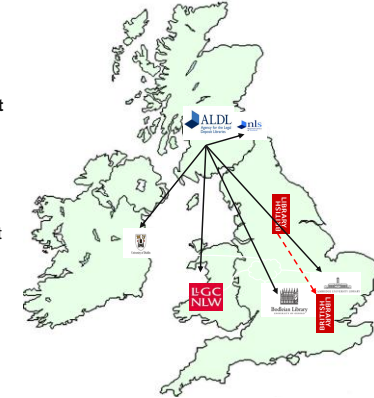 t
ALDL
Agency for the Legal
Deposit Libraries
nls
BRITISH
LIBRARY
t
LLGC
NLW
Bodleian Library
BRITISH
LIBRARY